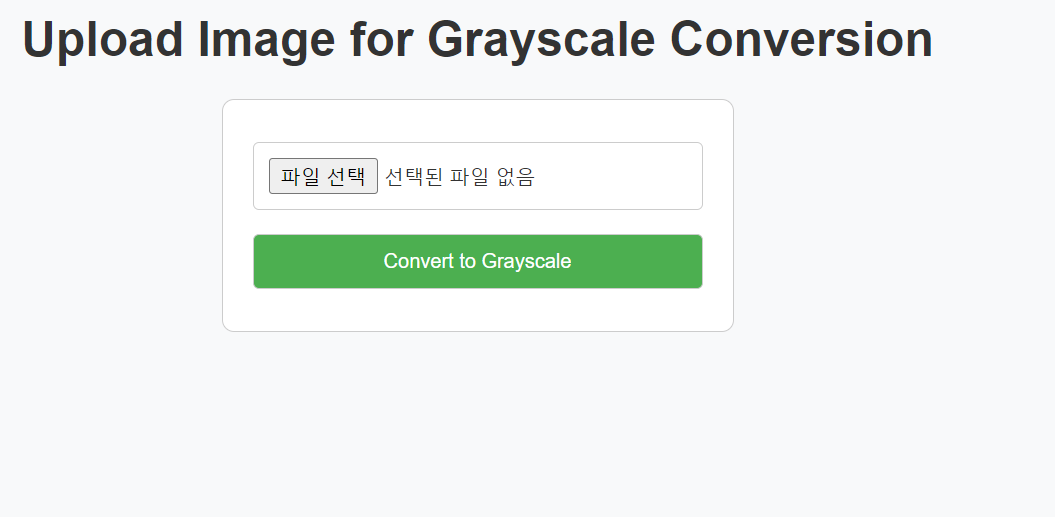 Upload Image for Grayscale Conversion
파일 선택 선택된 파일 없음
Convert to Grayscale